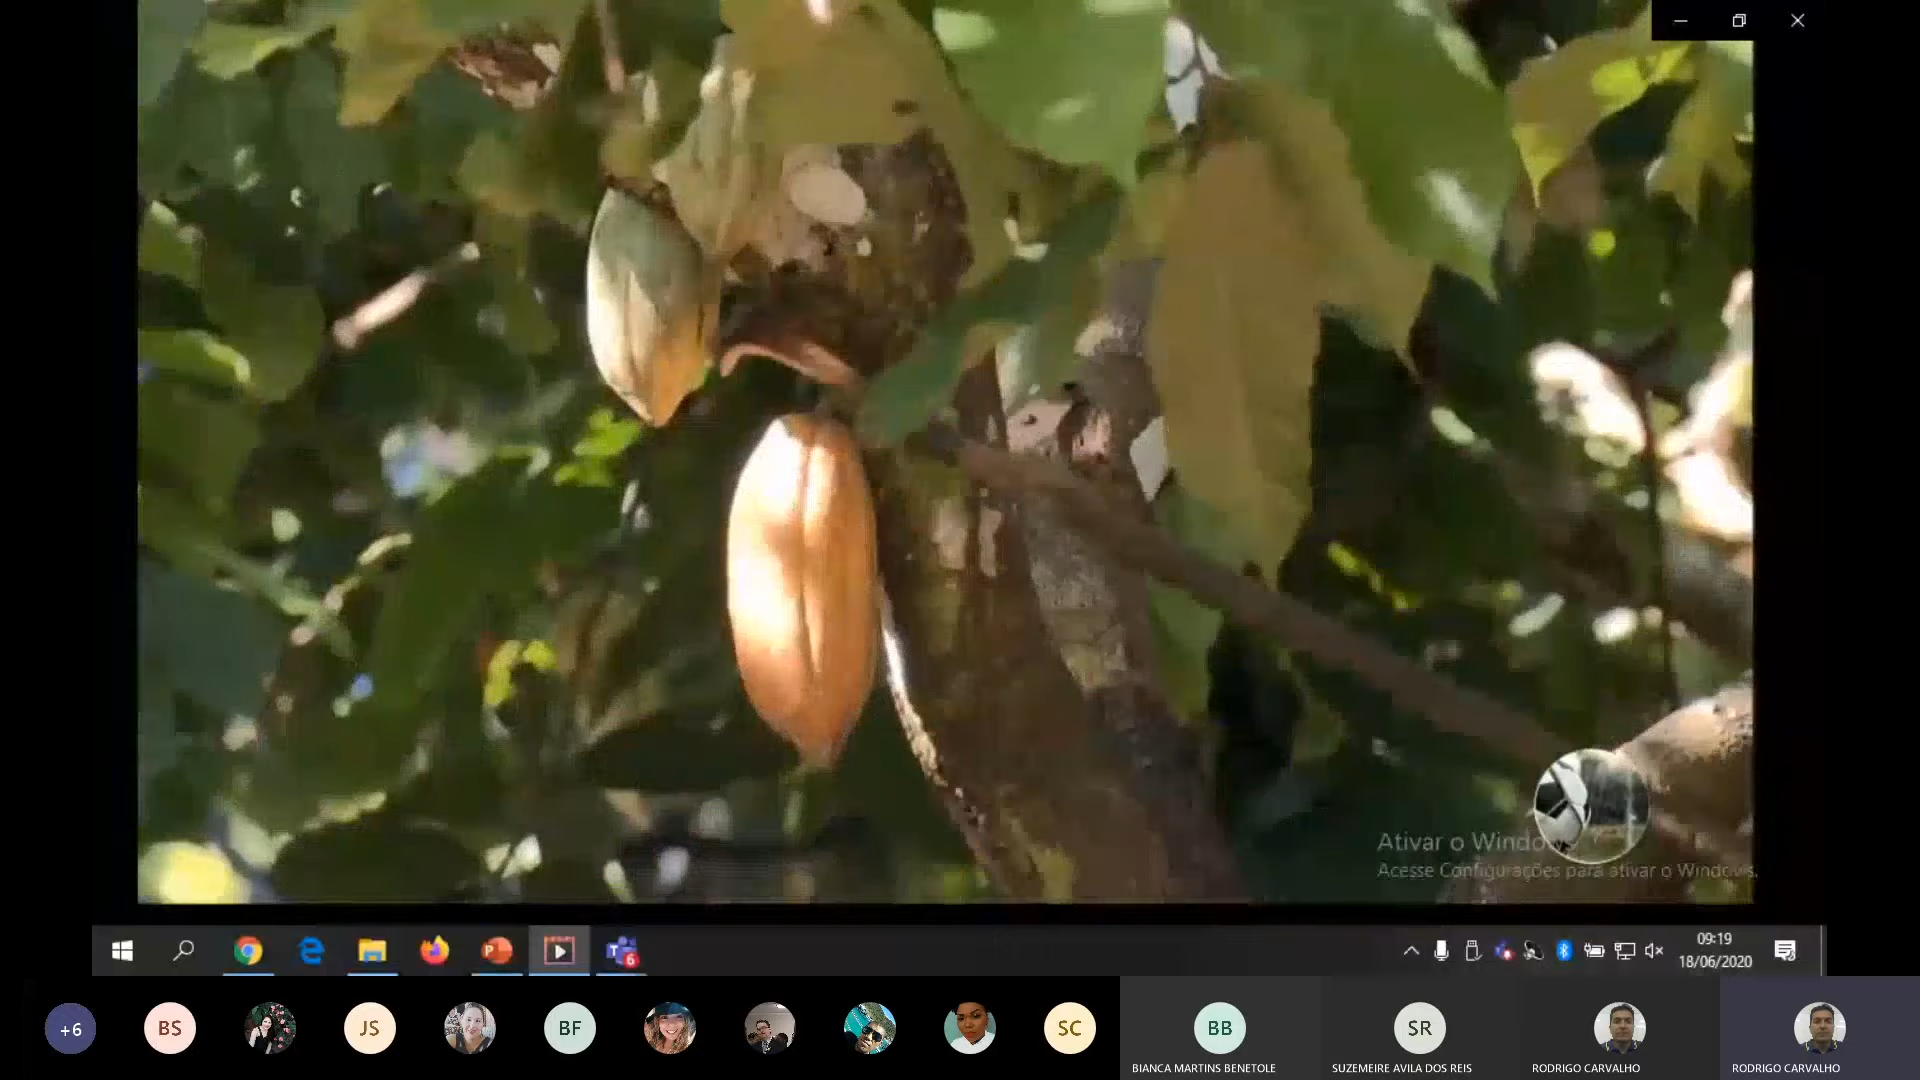 Ativar o Windows
Acesse Configurações para ativar o Windows.
6
09:19
18/06/2020
+6
BS
JS
BF
SC
BB
SR
BIANCA MARTINS BENETOLE
SUZEMEIRE AVILA DOS REIS
RODRIGO CARVALHO
RODRIGO CARVALHO